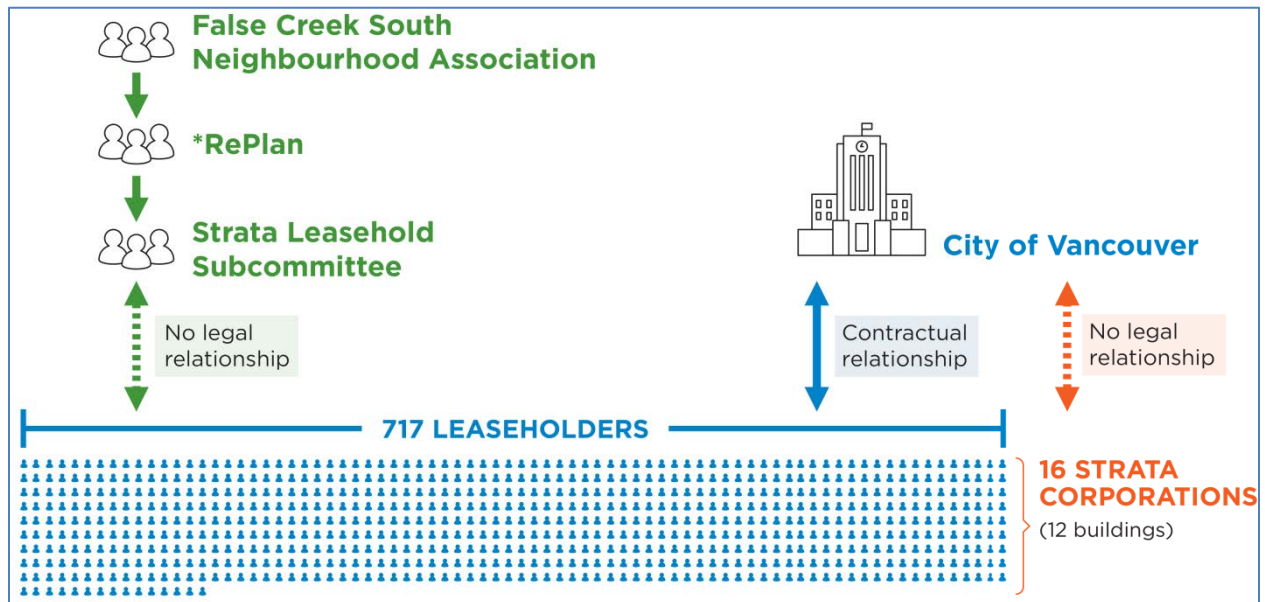 False Creek South
Neighbourhood Association
*RePlan
Strata Leasehold
Subcommittee
City of Vancouver
No legal
relationship
Contractual
relationship
No legal
relationship
717 LEASEHOLDERS
16 STRATA
CORPORATIONS
(12 buildings)